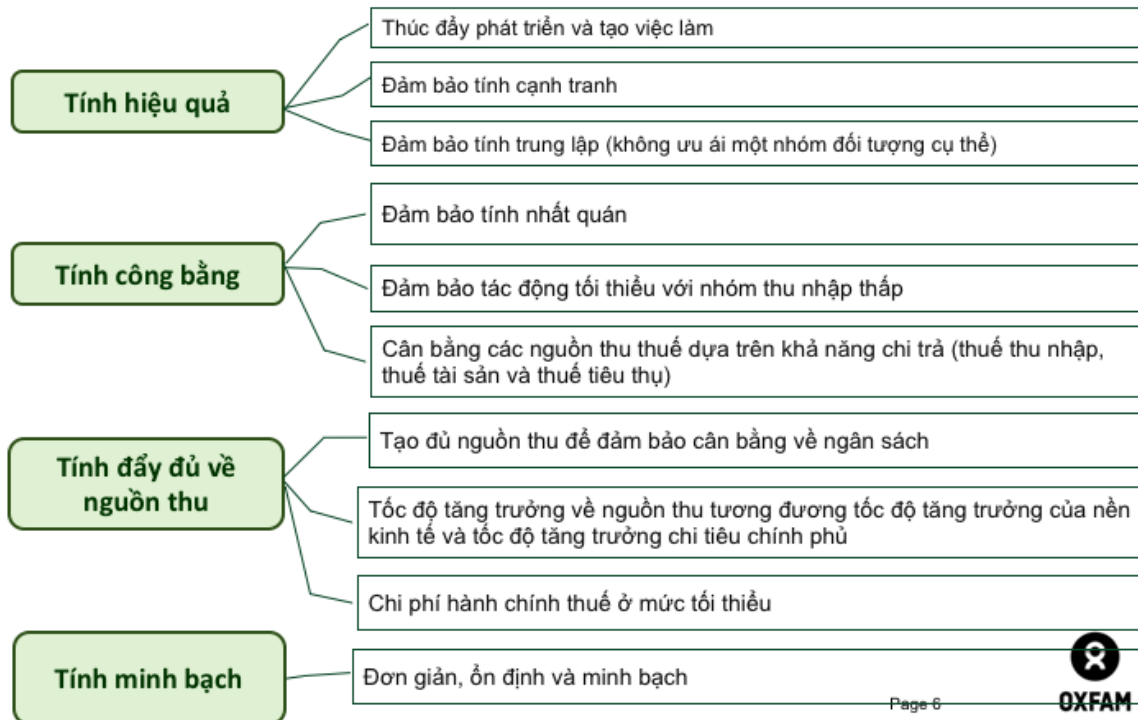 Thúc đẩy phát triển và tạo việc làm
Tính hiệu quả
Đảm bảo tính cạnh tranh
Đảm bảo tính trung lập (không ưu ái một nhóm đối tượng cụ thể)
Đảm bảo tính nhất quán
Tính công bằng
Đảm bảo tác động tối thiểu với nhóm thu nhập thấp
Cân bằng các nguồn thu thuế dựa trên khả năng chi trả (thuế thu nhập,
thuế tài sản và thuế tiêu thụ)
Tính đẩy đủ về
nguồn thu
Tạo đủ nguồn thu để đảm bảo cân bằng về ngân sách
Tốc độ tăng trưởng về nguồn thu tương đương tốc độ tăng trưởng của nền
kinh tế và tốc độ tăng trưởng chi tiêu chính phủ
Chi phí hành chính thuế ở mức tối thiểu
Tính minh bạch
Đơn giản, ổn định và minh bạch
Page 6
OXFAM